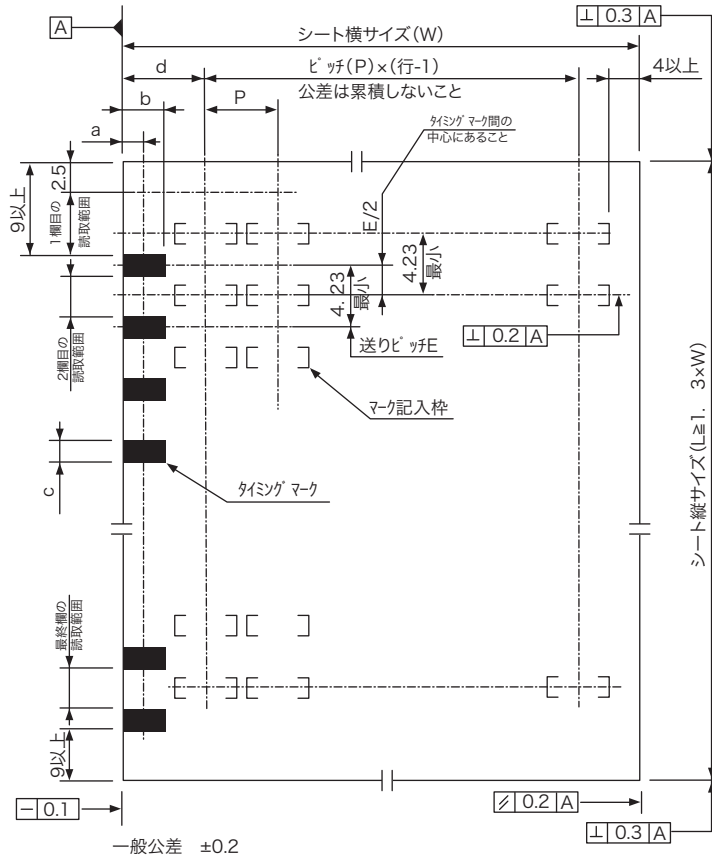 A
⊥ 0.3 A
シート横サイズ(W)
d
ピッチ(P)×(行-1)
4以上
公差は累積しないこと
b
P
タイミングマーク間の
中心にあること
a
9以上
2.5
1欄目の
読取範囲
E/2
4.23
最小
4.23
最小
⊥ 0.2 A
送りピッチE
2欄目の
読取範囲
マーク記入枠
シート縦サイズ(L≧1.3×W)
c
タイミングマーク
最終欄の
読取範囲
9以上
− 0.1
⫽ 0.2 A
⊥ 0.3 A
一般公差 ±0.2